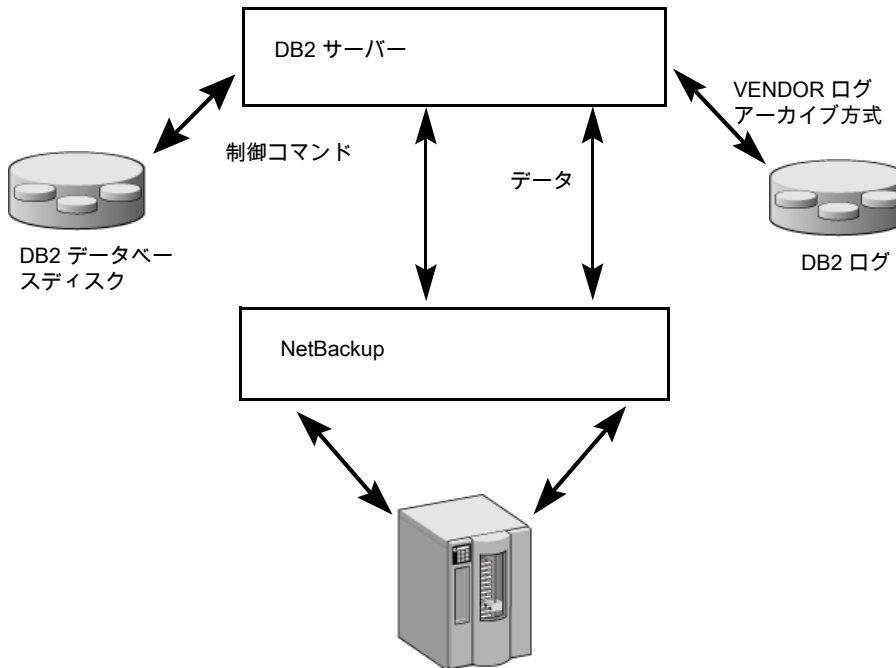 DB2 サーバー
VENDOR ログ
アーカイブ方式
制御コマンド
データ
DB2 データベー
スディスク
DB2 ログ
NetBackup